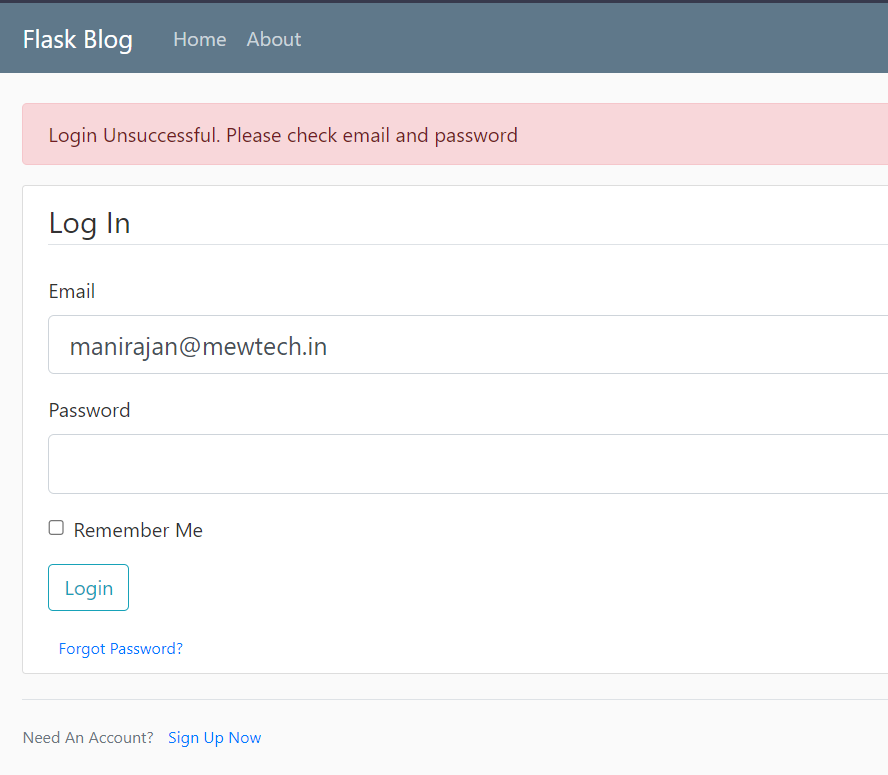 Flask Blog Home About
Login Unsuccessful. Please check email and password
Log In
Email
manirajan@mewtech.in
Password
Remember Me
Login
Forgot Password?
Need An Account? Sign Up Now